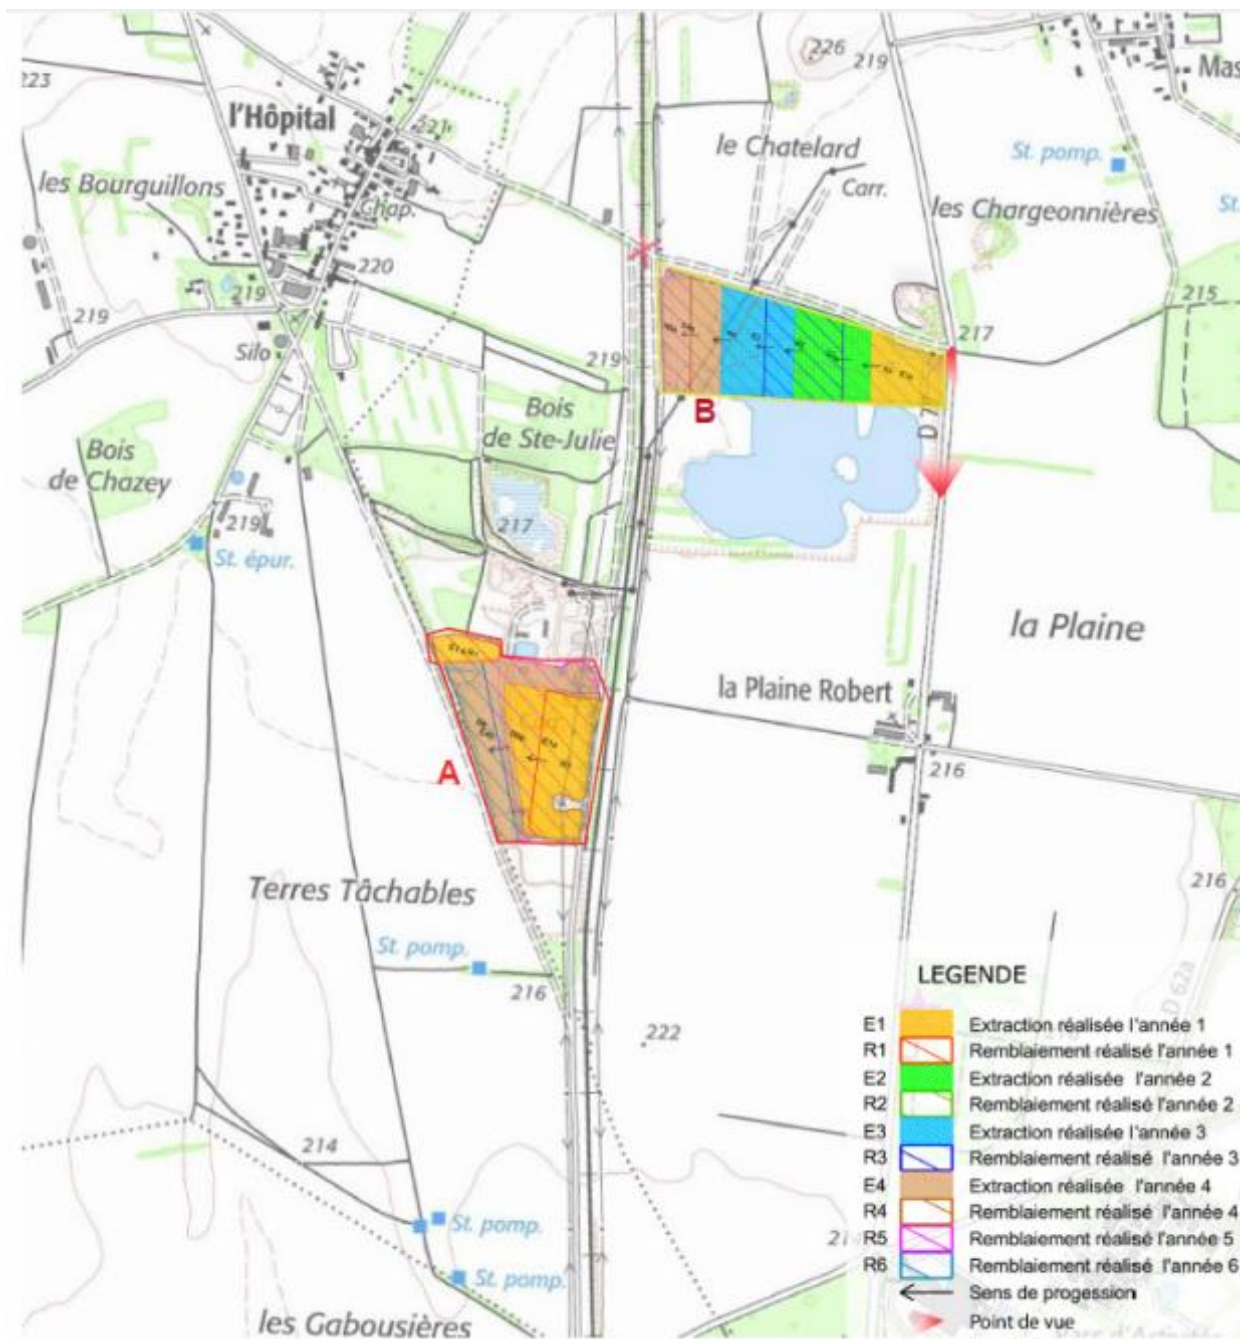 226
219
Mas
223
l'Hôpital
221
le Chatelard
St. pomp.
Carr.
les Bourguillons
Chap.
les Chargeonnières
St.
220
219
219
215
219
217
Silo
219
B
D
Bois
de Ste-Julie
Bois
de Chazey
217
219
St. épur.
la Plaine
la Plaine Robert
A
216
Terres Tâchables
216
St. pomp.
216
222
D 62a
214
St. pomp.
St. pomp.
les Gabousières
LEGENDE
E1 Extraction réalisée l'année 1
R1 Remblaiement réalisé l'année 1
E2 Extraction réalisée l'année 2
R2 Remblaiement réalisé l'année 2
E3 Extraction réalisée l'année 3
R3 Remblaiement réalisé l'année 3
E4 Extraction réalisée l'année 4
R4 Remblaiement réalisé l'année 4
R5 Remblaiement réalisé l'année 5
R6 Remblaiement réalisé l'année 6
Sens de progession
Point de vue